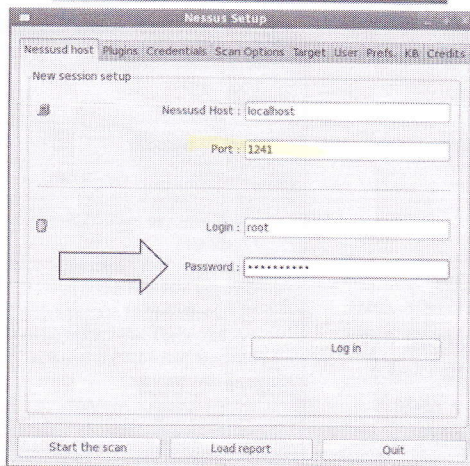 Nessus Setup
Nessusd host Plugins Credentials Scan Options Target User Prefs. KB Credits
New session setup
Nessusd Host : localhost
Port : 1241
Login : root
Password : ••••••••••
Log in
Start the scan Load report Quit